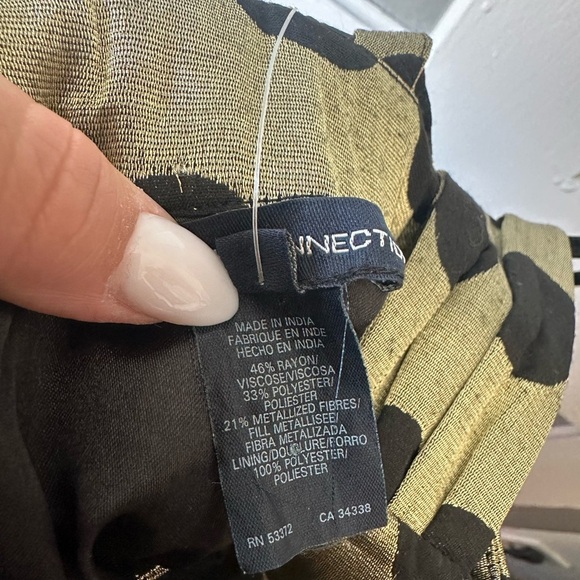 NNECTIO
MADE IN INDIA
FABRIQUE EN INDE
HECHO EN INDIA
46% RAYON/
VISCOSE/VISCOSA
33% POLYESTER/
POLIESTER
21% METALLIZED FIBRES/
FILL METALLISEE/
FIBRA METALIZADA
LINING/DOUBLURE/FORRO
100% POLYESTER/
POLIESTER
RN 53372 CA 34338